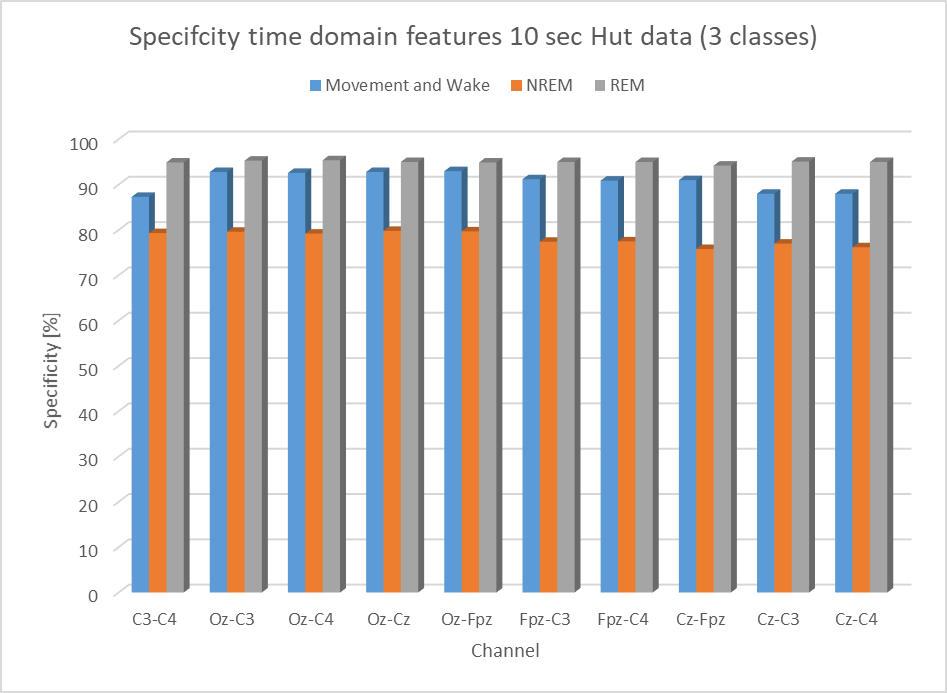 Specifcity time domain features 10 sec Hut data (3 classes)
Movement and Wake NREM REM
100
90
80
70
60
50
40
30
20
10
0
Specificity [%]
C3-C4 Oz-C3 Oz-C4 Oz-Cz Oz-Fpz Fpz-C3 Fpz-C4 Cz-Fpz Cz-C3 Cz-C4
Channel